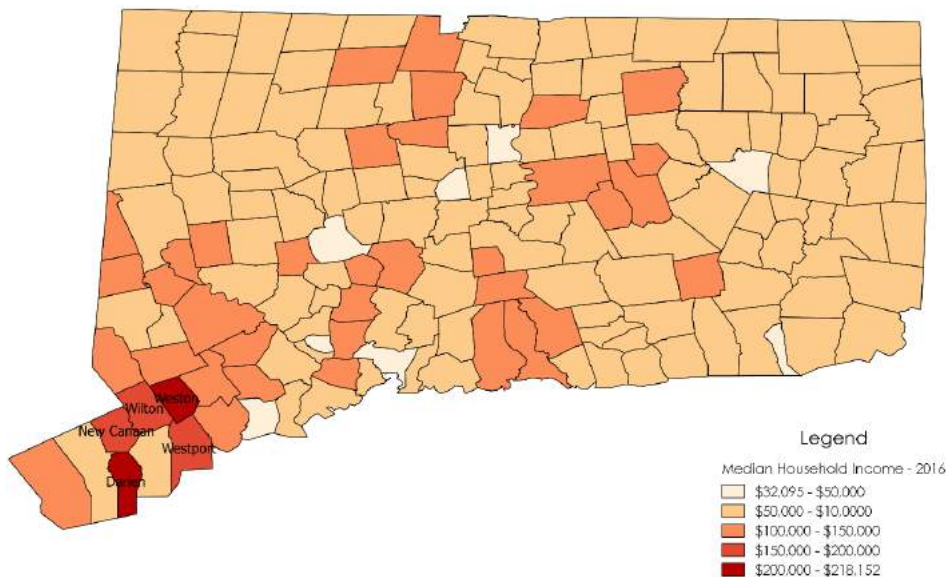 Weston
Wilton
New Canaan
Westport
Darien
Legend
Median Household Income - 2016
$32,095 - $50,000
$50,000 - $10,0000
$100,000 - $150,000
$150,000 - $200,000
$200,000 - $218,152